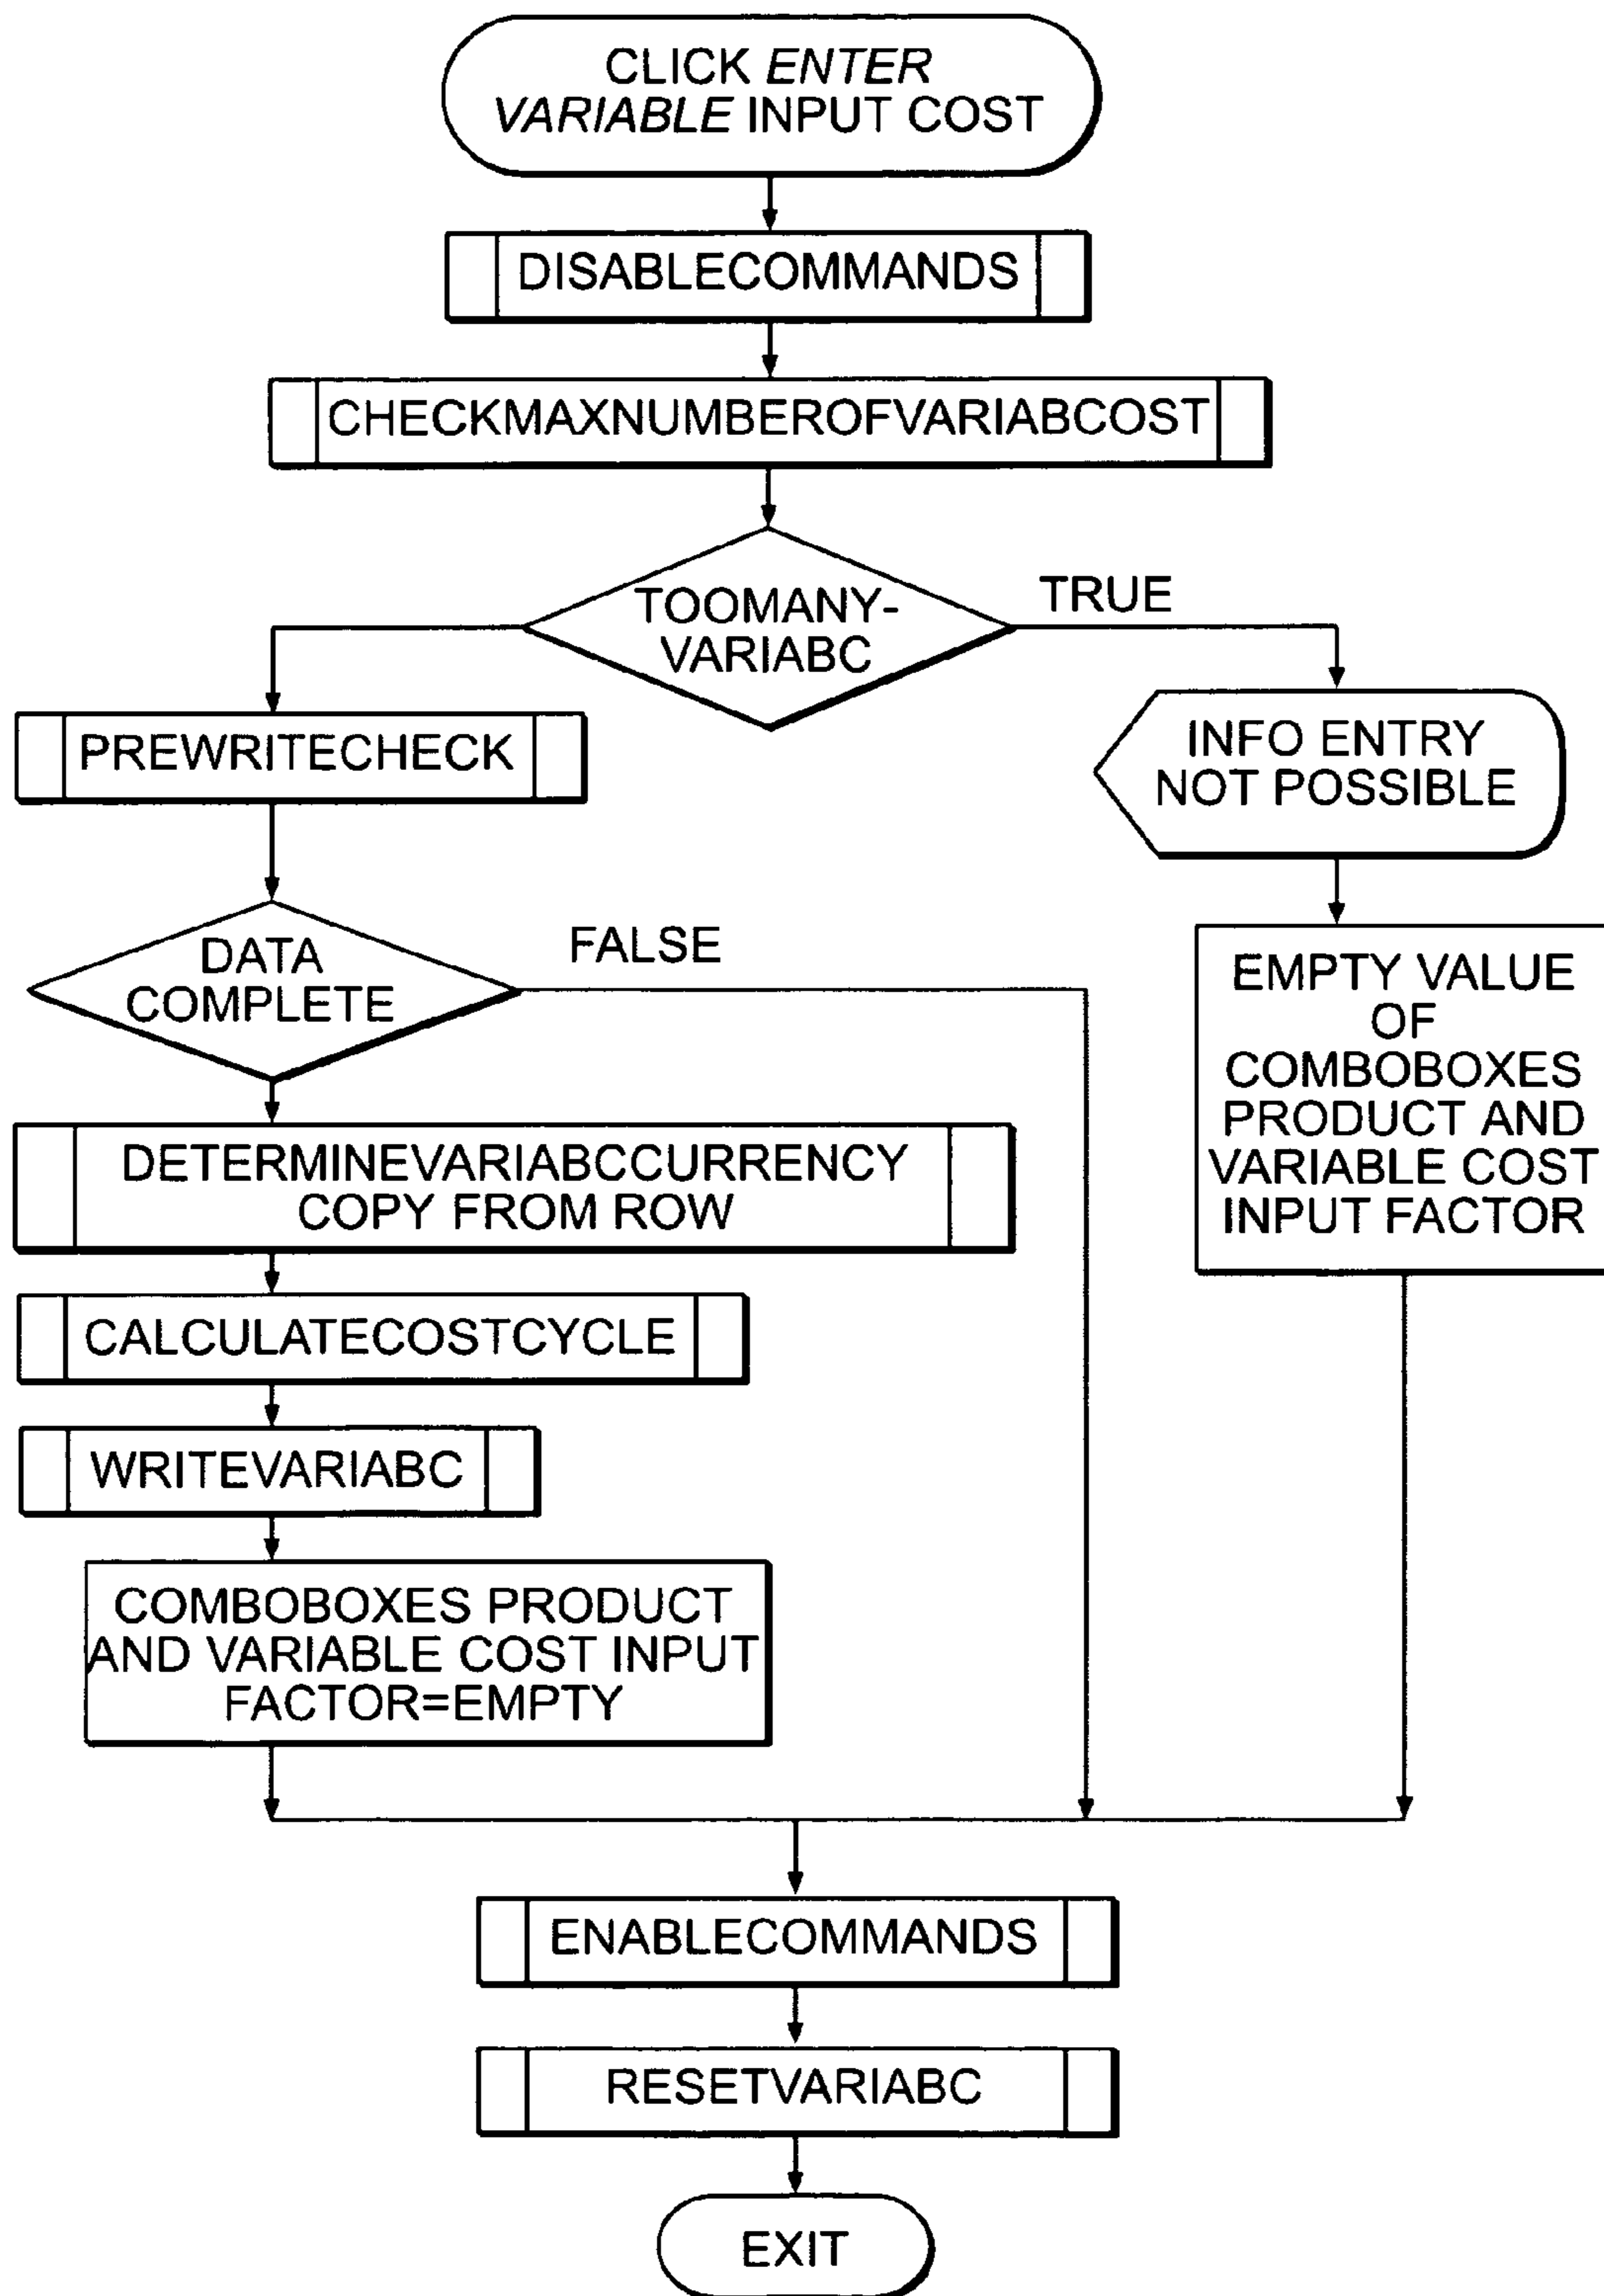 CLICK ENTER
VARIABLE INPUT COST
DISABLECOMMANDS
CHECKMAXNUMBEROFVARIABCOST
TOOMANY-
VARIABC
TRUE
PREWRITECHECK
INFO ENTRY
NOT POSSIBLE
DATA
COMPLETE
FALSE
EMPTY VALUE
OF
COMBOBOXES
PRODUCT AND
VARIABLE COST
INPUT FACTOR
DETERMINEVARIABCCURRENCY
COPY FROM ROW
CALCULATECOSTCYCLE
WRITEVARIABC
COMBOBOXES PRODUCT
AND VARIABLE COST INPUT
FACTOR=EMPTY
ENABLECOMMANDS
RESETVARIABC
EXIT